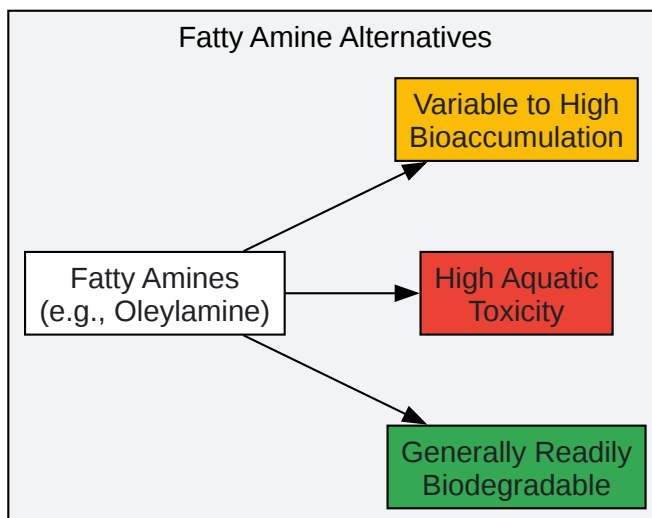 Fatty Amine Alternatives
Variable to High
Bioaccumulation
Fatty Amines
(e.g., Oleylamine)
High Aquatic
Toxicity
Generally Readily
Biodegradable